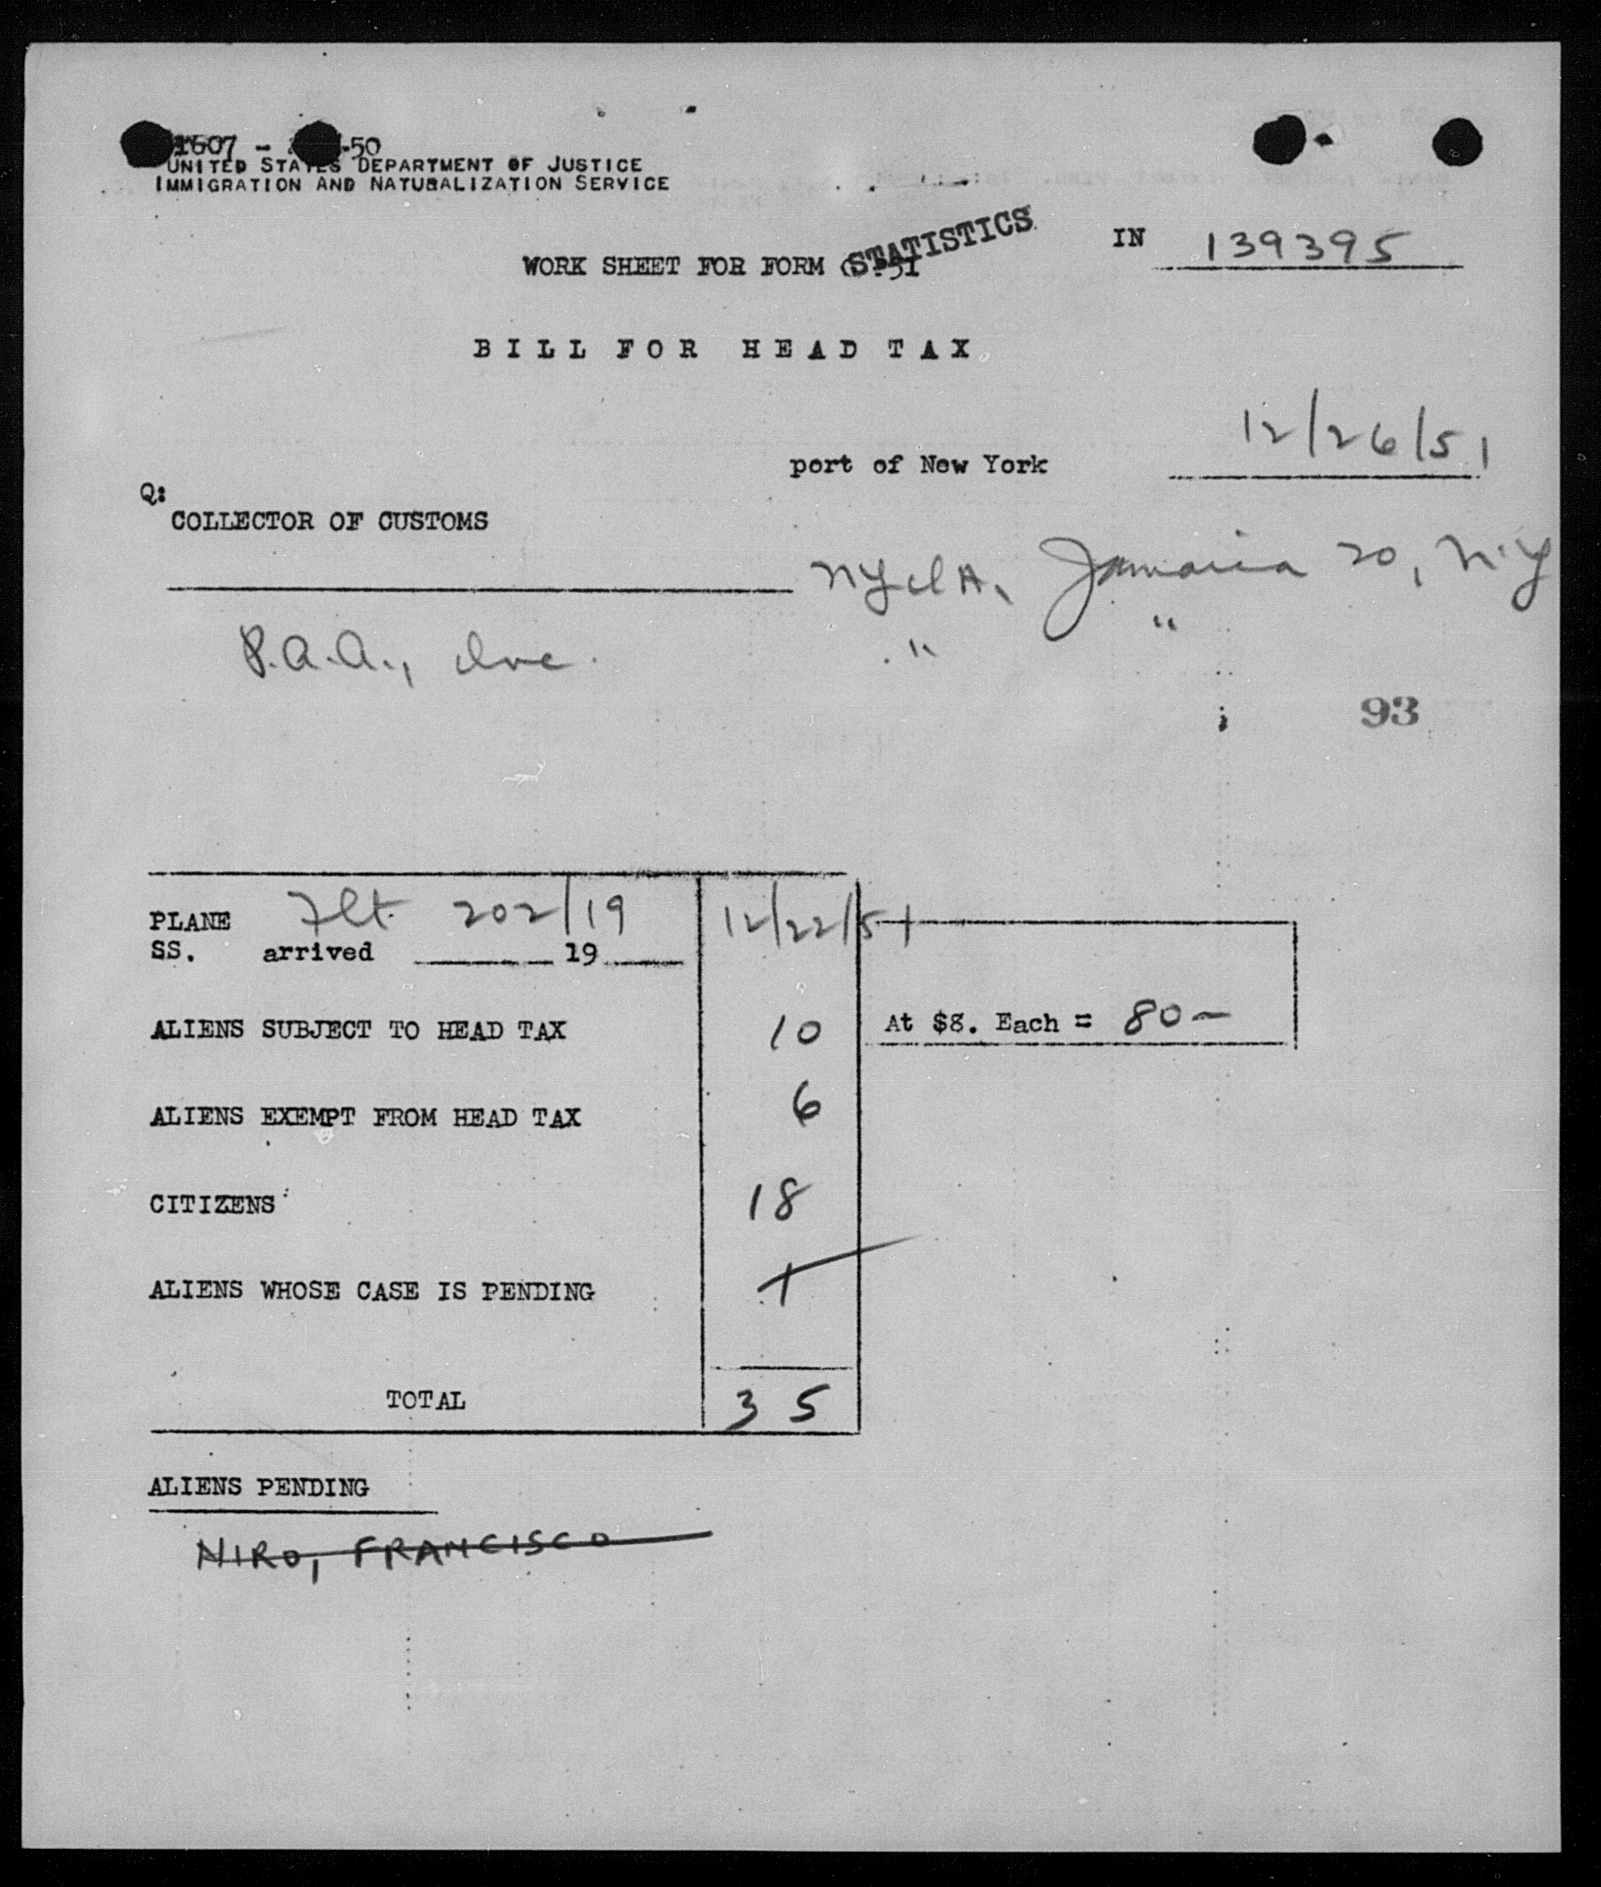 1607 - -50
UNITED STATES DEPARTMENT OF JUSTICE
IMMIGRATION AND NATURALIZATION SERVICE
STATISTICS
WORK SHEET FOR FORM
IN 139395
BILL FOR HEAD TAX
port of New York 12/26/51
Q:
COLLECTOR OF CUSTOMS
NYIA, Jamaica 20, N.Y
P.A.A., Inc. " "
93
PLANE Flt. 202/19 12/22/51
SS. arrived 19
ALIENS SUBJECT TO HEAD TAX 10 At $8. Each = 80-
ALIENS EXEMPT FROM HEAD TAX 6
CITIZENS 18
ALIENS WHOSE CASE IS PENDING 1
TOTAL 35
ALIENS PENDING
NIRO, FRANCISCO